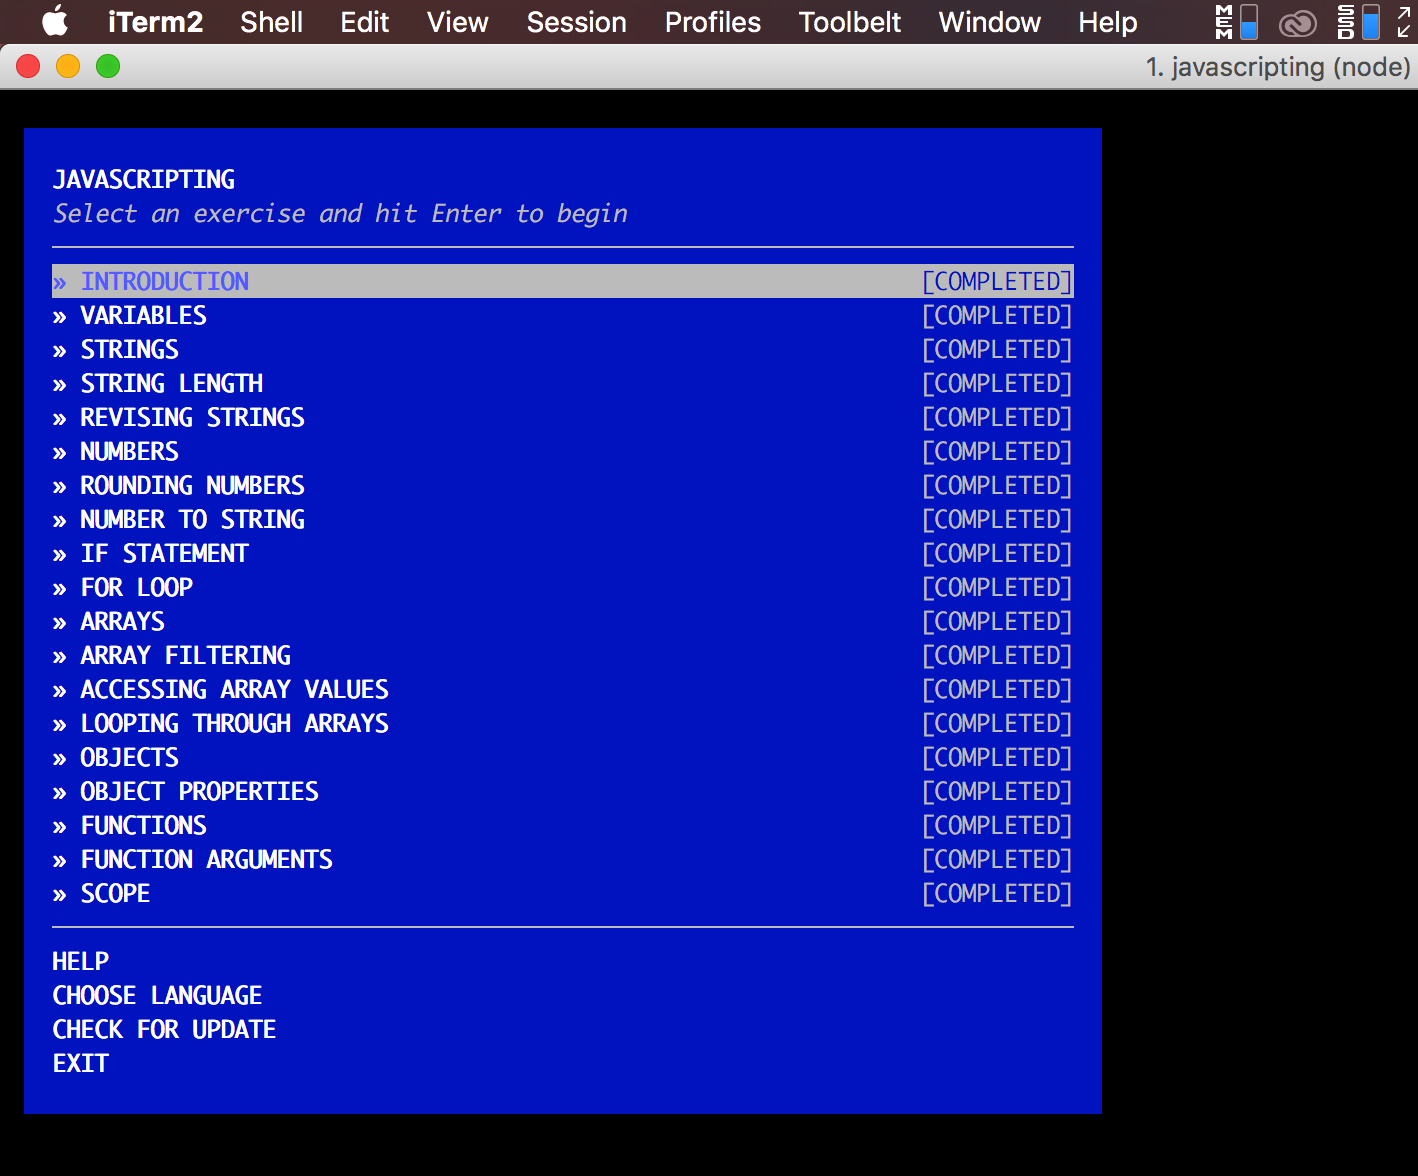 iTerm2 Shell Edit View Session Profiles Toolbelt Window Help MEM SSD
1. javascripting (node)
JAVASCRIPTING
Select an exercise and hit Enter to begin
» INTRODUCTION [COMPLETED]
» VARIABLES [COMPLETED]
» STRINGS [COMPLETED]
» STRING LENGTH [COMPLETED]
» REVISING STRINGS [COMPLETED]
» NUMBERS [COMPLETED]
» ROUNDING NUMBERS [COMPLETED]
» NUMBER TO STRING [COMPLETED]
» IF STATEMENT [COMPLETED]
» FOR LOOP [COMPLETED]
» ARRAYS [COMPLETED]
» ARRAY FILTERING [COMPLETED]
» ACCESSING ARRAY VALUES [COMPLETED]
» LOOPING THROUGH ARRAYS [COMPLETED]
» OBJECTS [COMPLETED]
» OBJECT PROPERTIES [COMPLETED]
» FUNCTIONS [COMPLETED]
» FUNCTION ARGUMENTS [COMPLETED]
» SCOPE [COMPLETED]
HELP
CHOOSE LANGUAGE
CHECK FOR UPDATE
EXIT